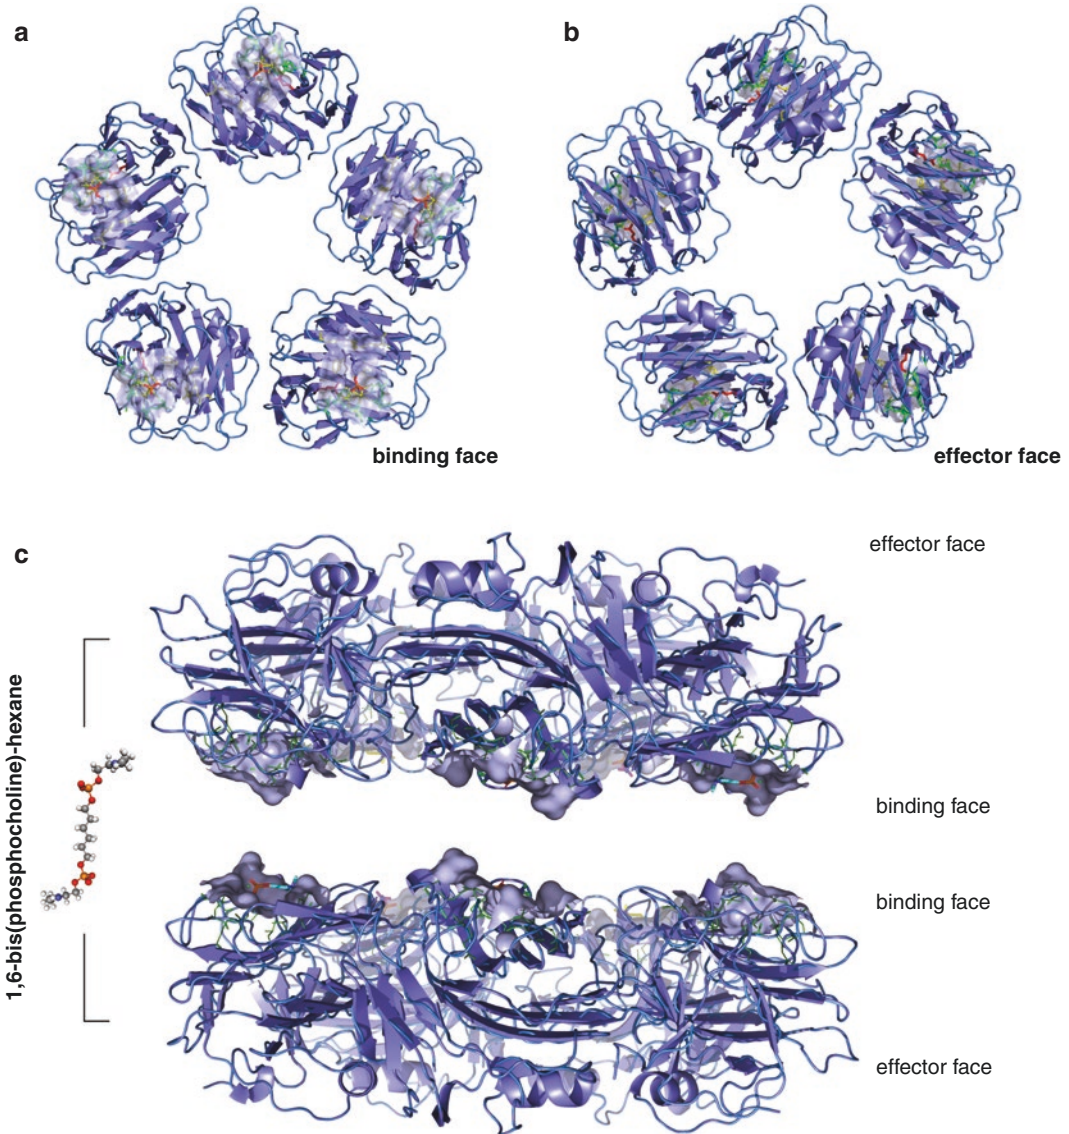 a
b
binding face
effector face
c
effector face
1,6-bis(phosphocholine)-hexane
binding face
binding face
effector face